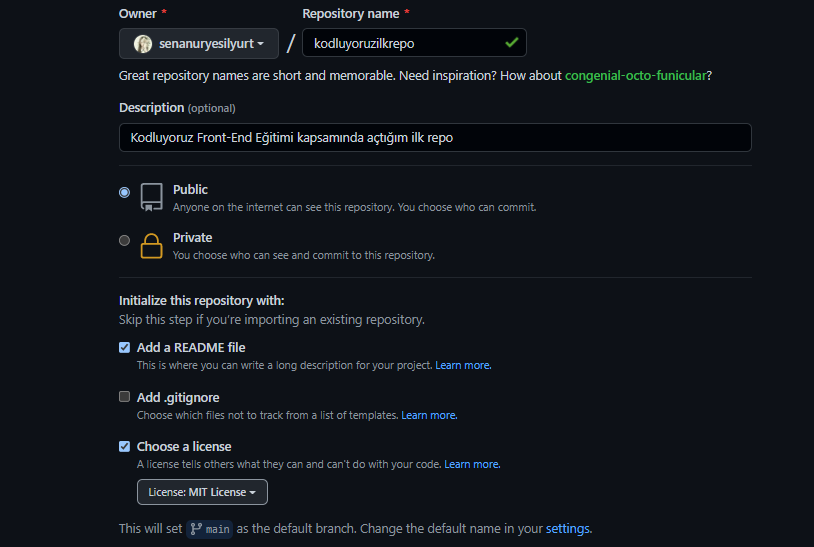 Owner * Repository name *
senanuryesilyurt / kodluyoruzilkrepo
Great repository names are short and memorable. Need inspiration? How about congenial-octo-funicular?
Description (optional)
Kodluyoruz Front-End Eğitimi kapsamında açtığım ilk repo
Public
Anyone on the internet can see this repository. You choose who can commit.
Private
You choose who can see and commit to this repository.
Initialize this repository with:
Skip this step if you're importing an existing repository.
Add a README file
This is where you can write a long description for your project. Learn more.
Add .gitignore
Choose which files not to track from a list of templates. Learn more.
Choose a license
A license tells others what they can and can't do with your code. Learn more.
License: MIT License
This will set main as the default branch. Change the default name in your settings.